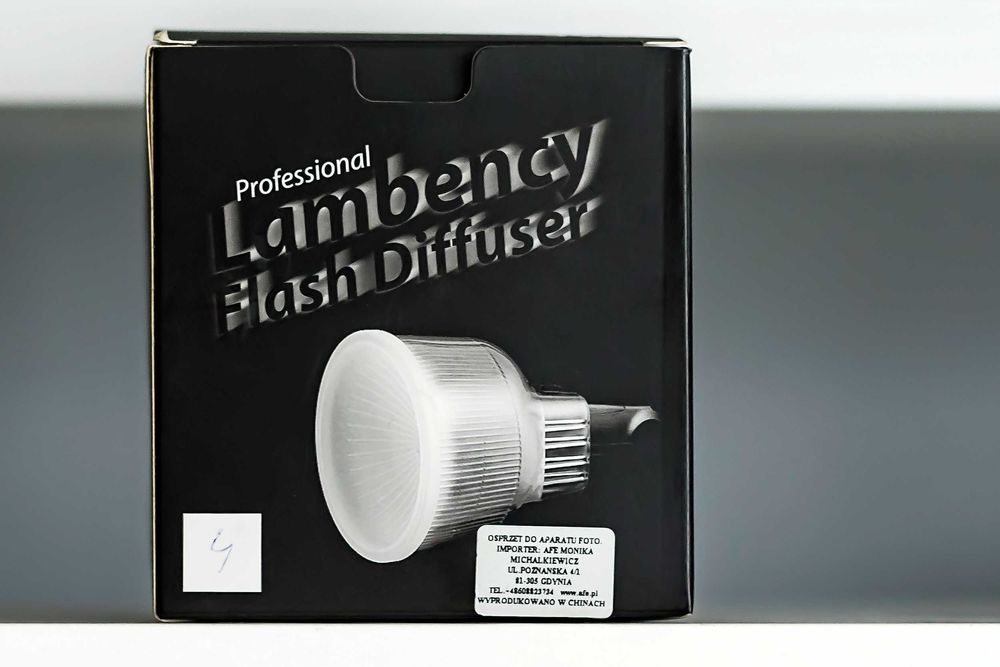 Professional
Lambency
Flash Diffuser
4
OSPRZET DO APARATU FOTO.
IMPORTER: AFE MONIKA
MICHALKIEWICZ
UL.POZNANSKA 4/1
81-305 GDYNIA
TEL.+48608823734 www.afe.pl
WYPRODUKOWANO W CHINACH